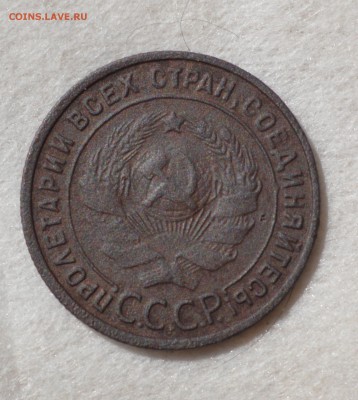 COINS.LAVE.RU
ПРОЛЕТАРИИ ВСЕХ СТРАН, СОЕДИНЯЙТЕСЬ!
С.С.С.Р.